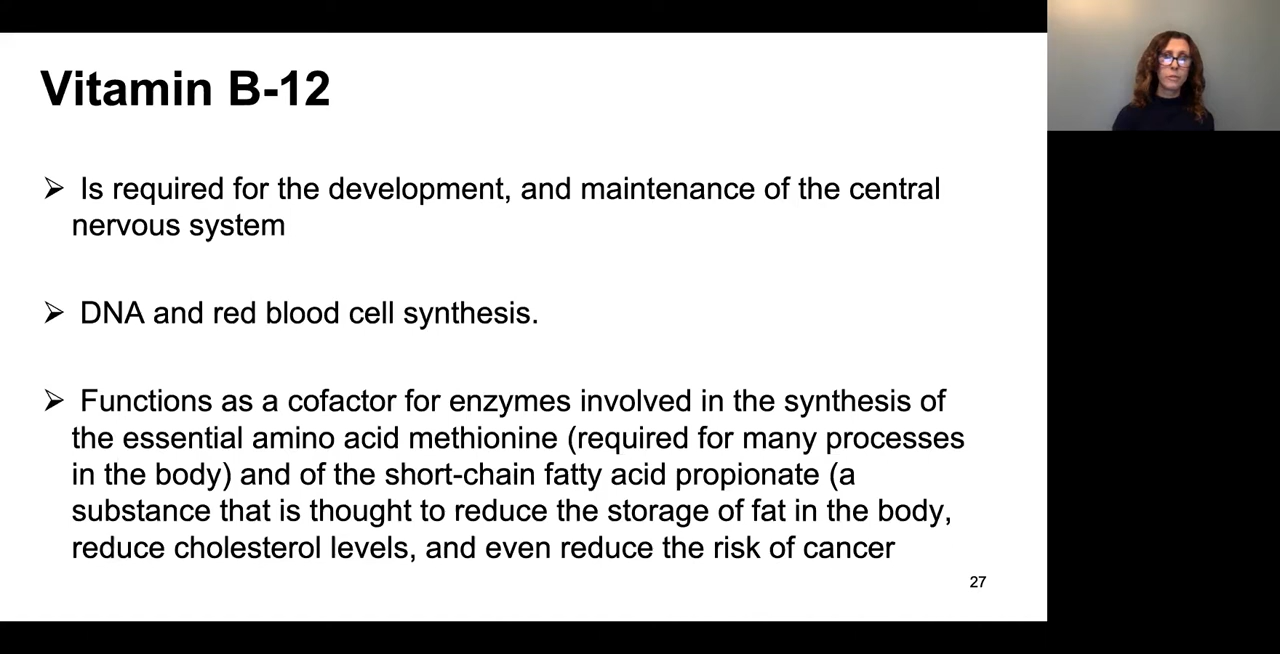 Vitamin B-12
➢ Is required for the development, and maintenance of the central
nervous system
➢ DNA and red blood cell synthesis.
➢ Functions as a cofactor for enzymes involved in the synthesis of
the essential amino acid methionine (required for many processes
in the body) and of the short-chain fatty acid propionate (a
substance that is thought to reduce the storage of fat in the body,
reduce cholesterol levels, and even reduce the risk of cancer
27